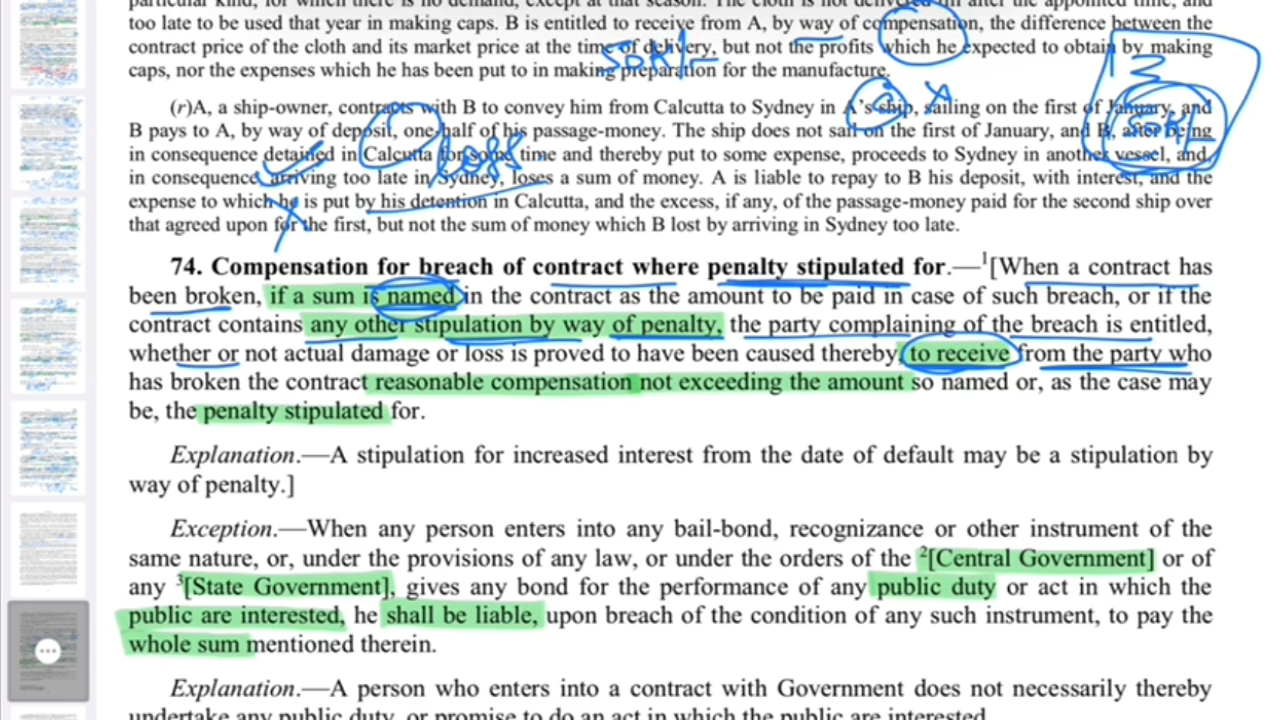 too late to be used that year in making caps. B is entitled to receive from A, by way of compensation, the difference between the
contract price of the cloth and its market price at the time of delivery, but not the profits which he expected to obtain by making
caps, nor the expenses which he has been put to in making preparation for the manufacture.
50K/-
(r)A, a ship-owner, contracts with B to convey him from Calcutta to Sydney in A's ship, sailing on the first of January, and
B pays to A, by way of deposit, one-half of his passage-money. The ship does not sail on the first of January, and B, after being
in consequence detained in Calcutta for some time and thereby put to some expense, proceeds to Sydney in another vessel, and,
in consequence, arriving too late in Sydney, loses a sum of money. A is liable to repay to B his deposit, with interest, and the
expense to which he is put by his detention in Calcutta, and the excess, if any, of the passage-money paid for the second ship over
that agreed upon for the first, but not the sum of money which B lost by arriving in Sydney too late.
loss
50K/-
74. Compensation for breach of contract where penalty stipulated for.—1[When a contract has
been broken, if a sum is named in the contract as the amount to be paid in case of such breach, or if the
contract contains any other stipulation by way of penalty, the party complaining of the breach is entitled,
whether or not actual damage or loss is proved to have been caused thereby, to receive from the party who
has broken the contract reasonable compensation not exceeding the amount so named or, as the case may
be, the penalty stipulated for.
Explanation.—A stipulation for increased interest from the date of default may be a stipulation by
way of penalty.]
Exception.—When any person enters into any bail-bond, recognizance or other instrument of the
same nature, or, under the provisions of any law, or under the orders of the 2[Central Government] or of
any 3[State Government], gives any bond for the performance of any public duty or act in which the
public are interested, he shall be liable, upon breach of the condition of any such instrument, to pay the
whole sum mentioned therein.
Explanation.—A person who enters into a contract with Government does not necessarily thereby
undertake any public duty, or promise to do an act in which the public are interested.